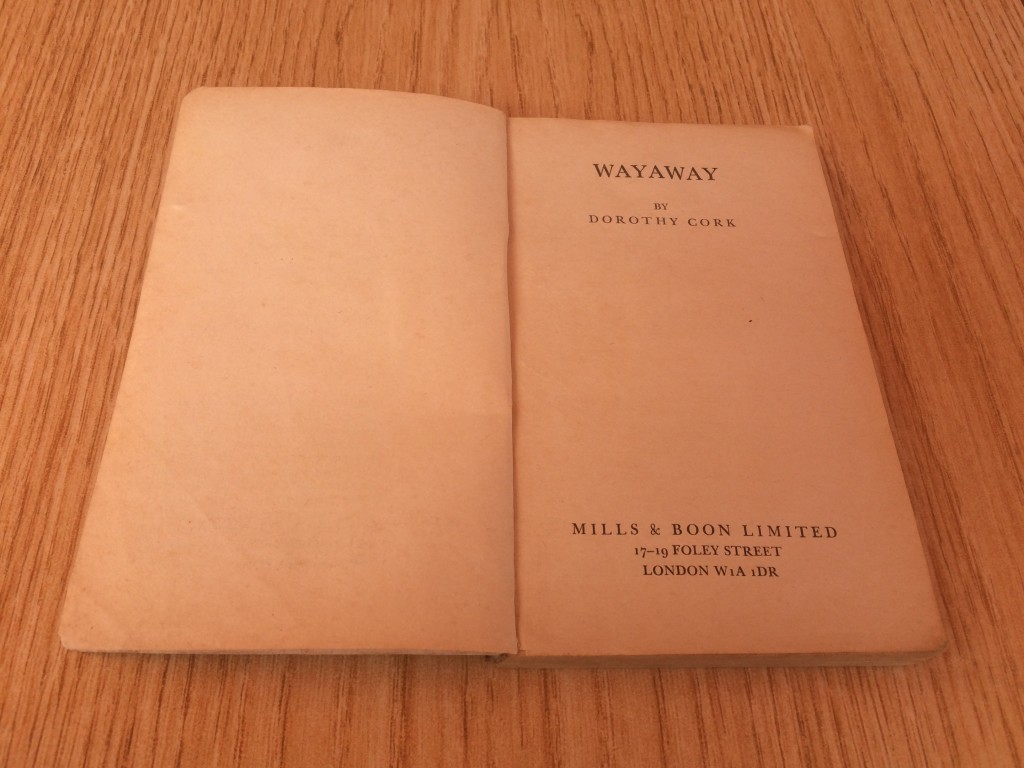 WAYAWAY
BY
DOROTHY CORK
MILLS & BOON LIMITED
17–19 FOLEY STREET
LONDON W1A 1DR